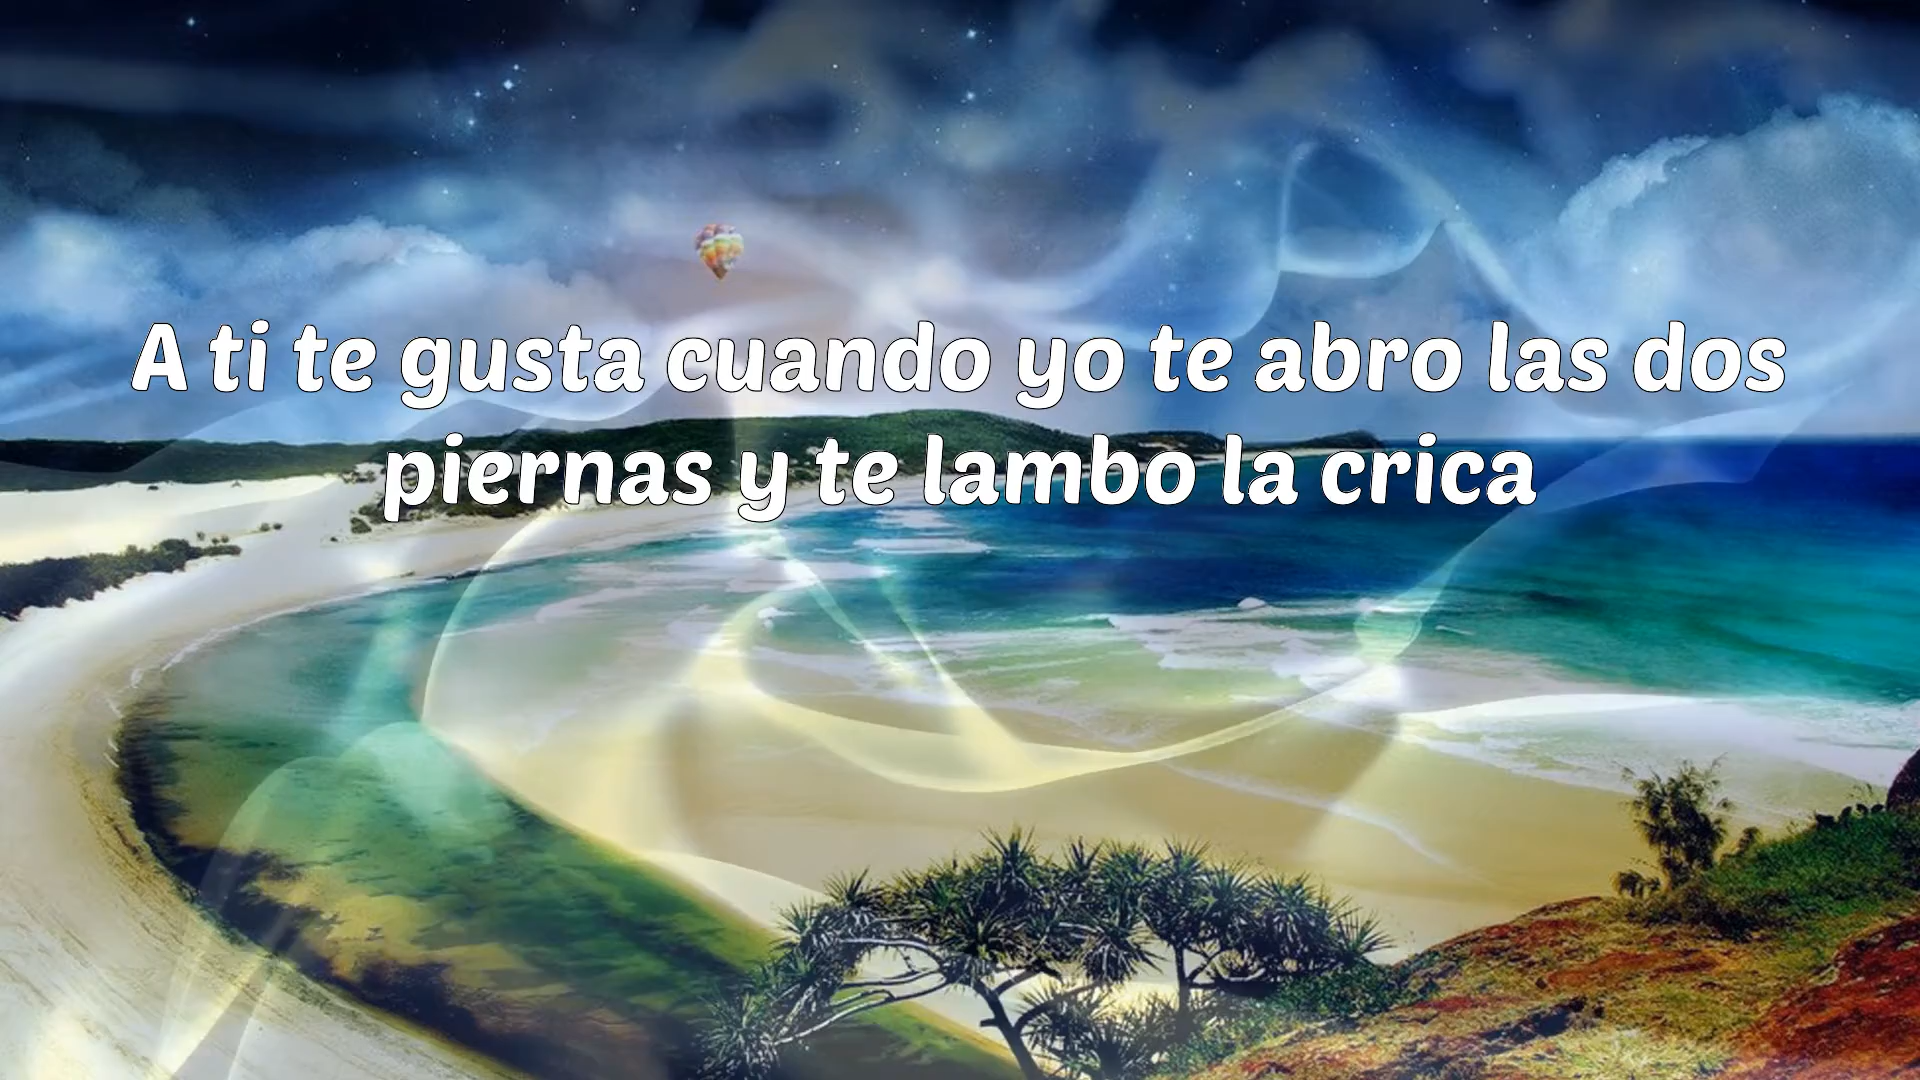 A ti te gusta cuando yo te abro las dos
piernas y te lambo la crica